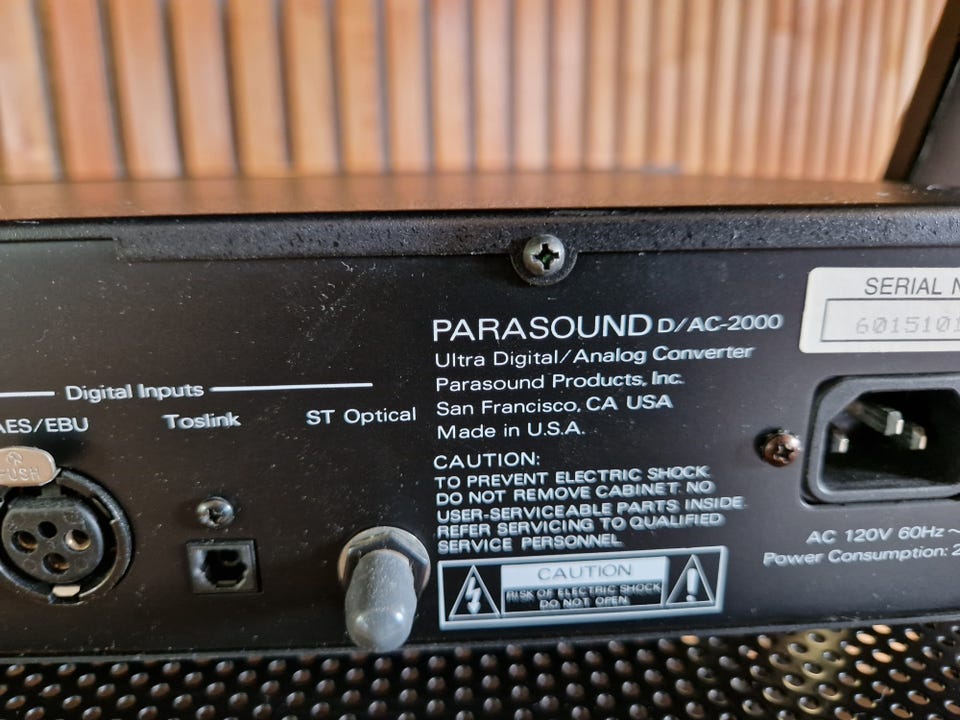 PARASOUND D/AC-2000
Ultra Digital/Analog Converter
Parasound Products, Inc.
San Francisco, CA USA
Made in U.S.A.
CAUTION:
TO PREVENT ELECTRIC SHOCK
DO NOT REMOVE CABINET. NO
USER-SERVICEABLE PARTS INSIDE.
REFER SERVICING TO QUALIFIED
SERVICE PERSONNEL
CAUTION
RISK OF ELECTRIC SHOCK
DO NOT OPEN
Digital Inputs
AES/EBU
Toslink
ST Optical
PUSH
SERIAL N
6015101
AC 120V 60Hz ~
Power Consumption: 2